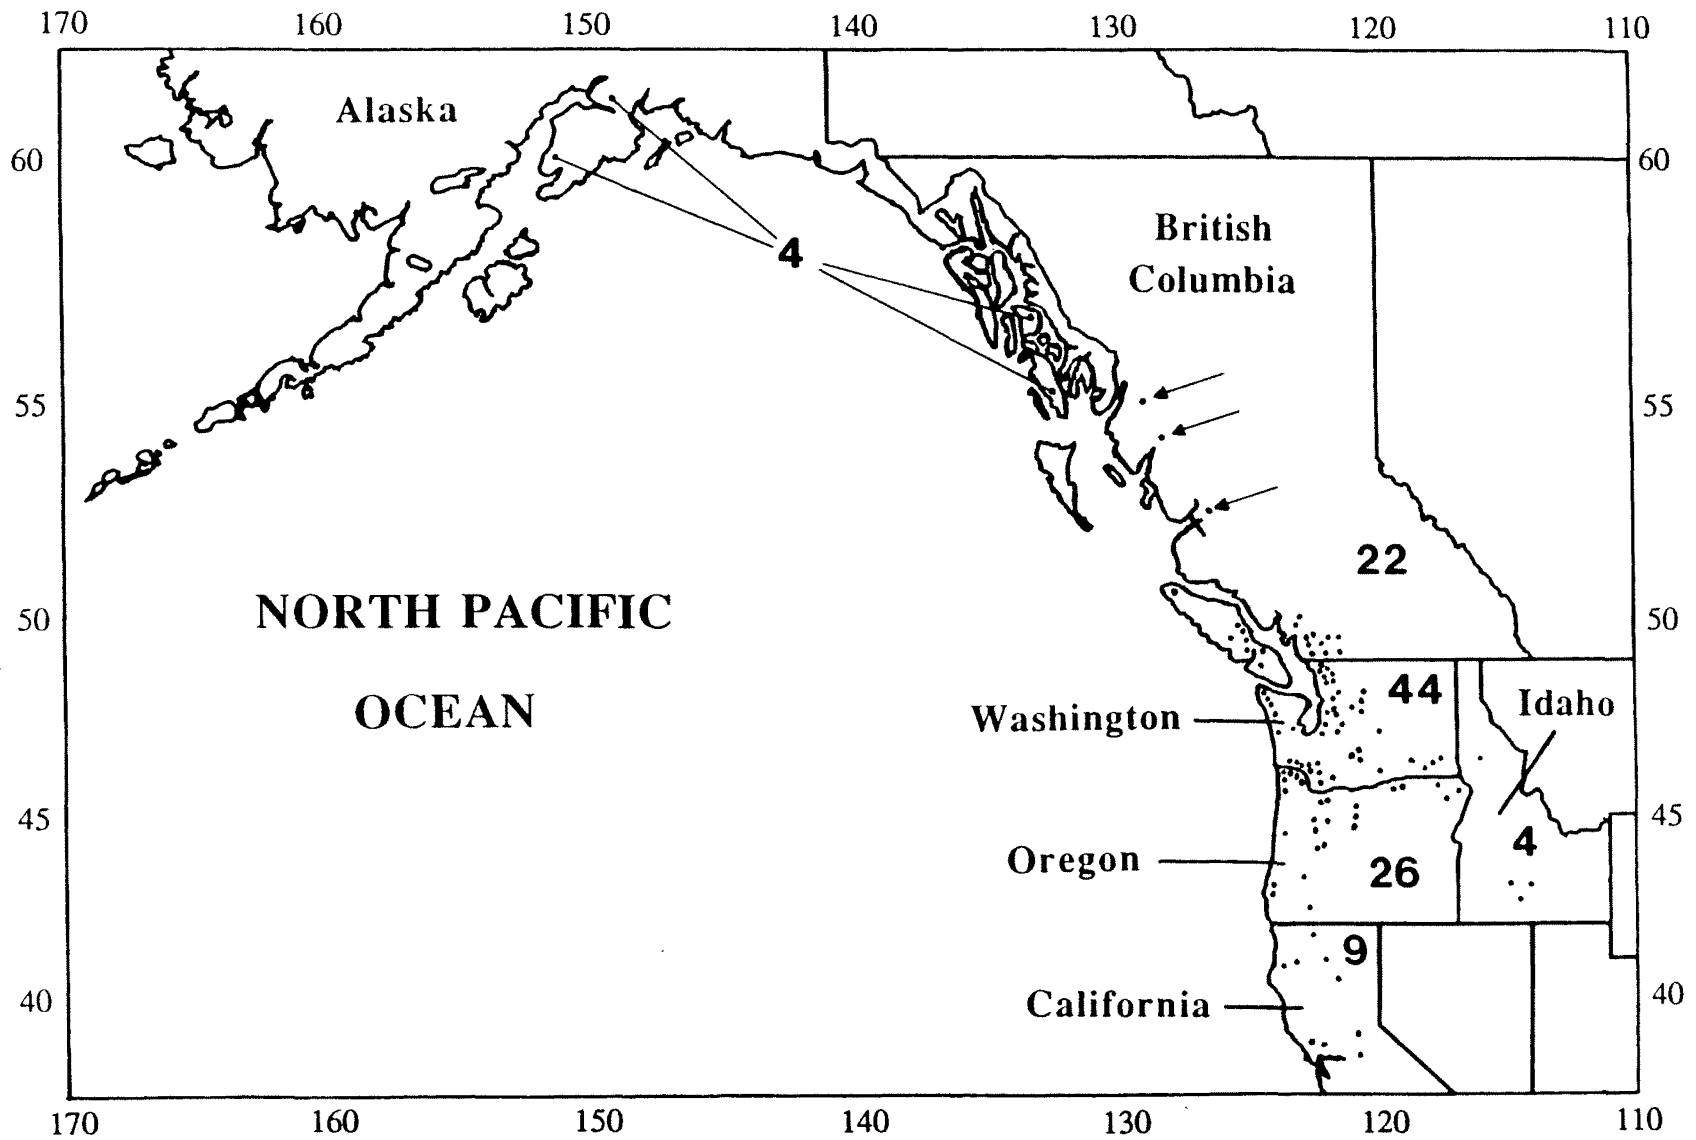 170 160 150 140 130 120 110
Alaska
60 60
British
Columbia
4
55 55
22
NORTH PACIFIC
50 50
44
Idaho
OCEAN
Washington
45 45
4
Oregon
26
9
40 40
California
170 160 150 140 130 120 110